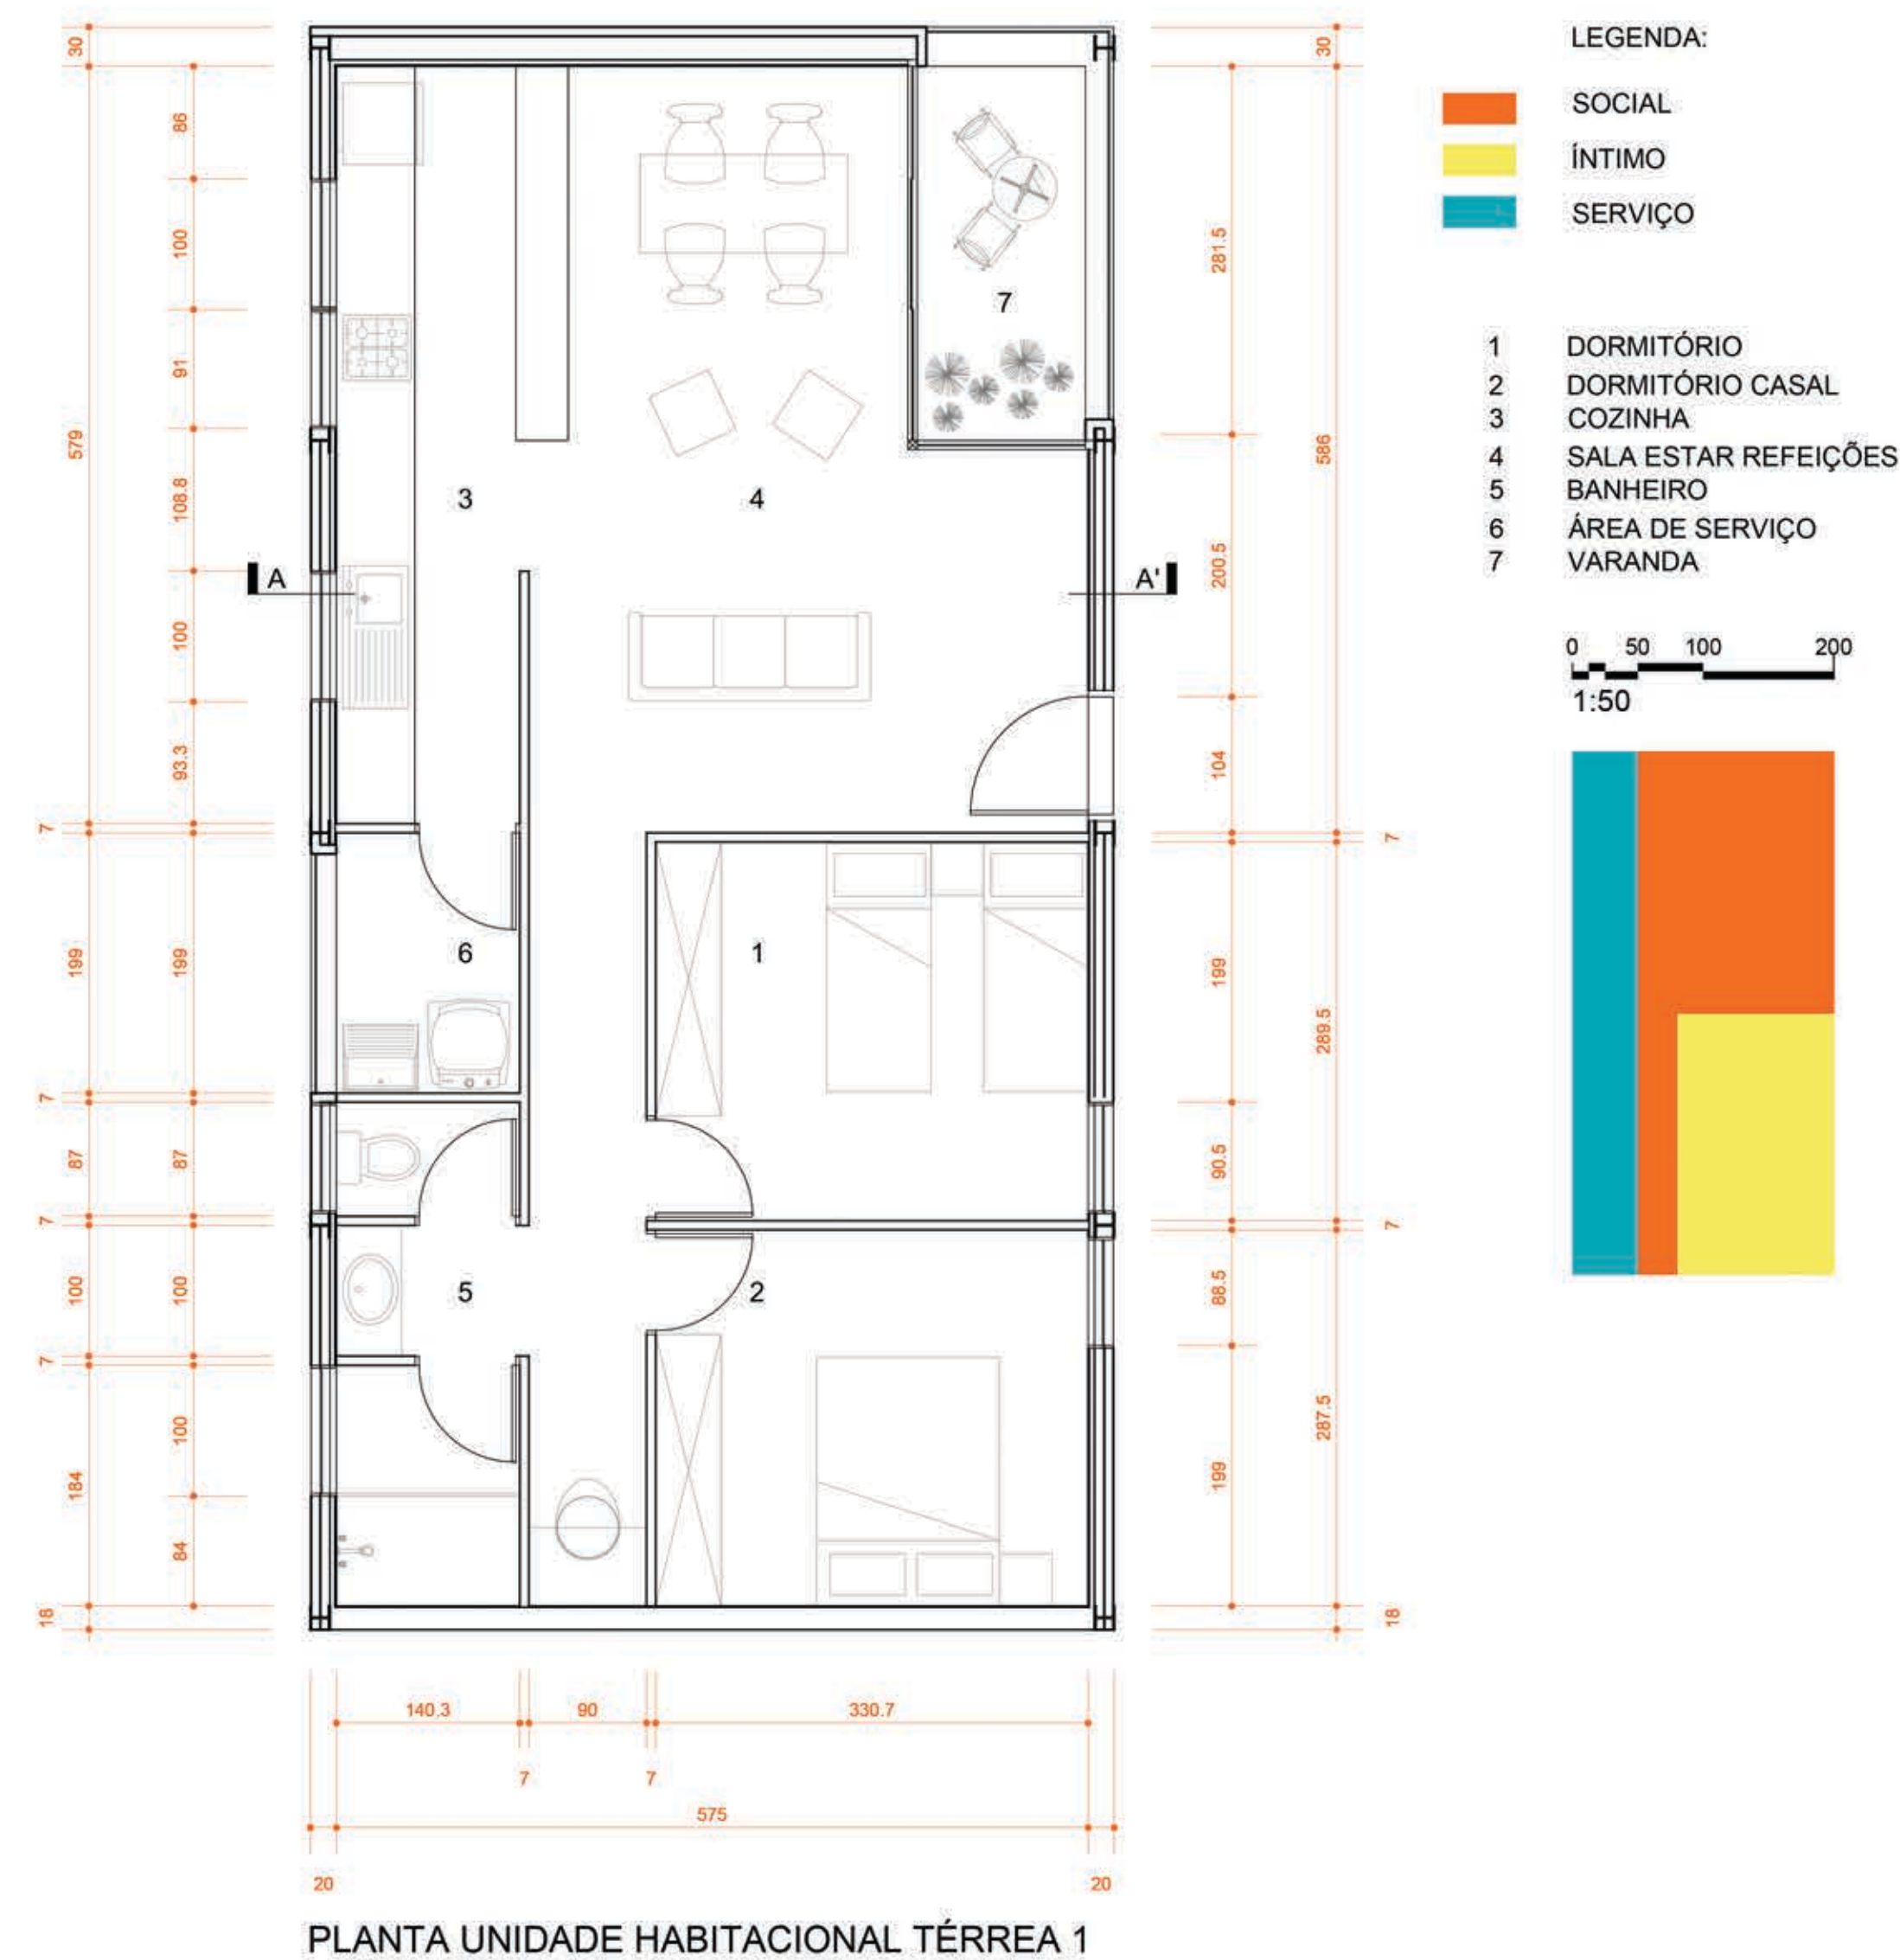 LEGENDA:
SOCIAL
ÍNTIMO
SERVIÇO
1 DORMITÓRIO
2 DORMITÓRIO CASAL
3 COZINHA
4 SALA ESTAR REFEIÇÕES
5 BANHEIRO
6 ÁREA DE SERVIÇO
7 VARANDA
0 50 100 200
1:50
30
579
7
199
7
87
7
100
7
184
18
86
100
91
108.8
100
93.3
199
87
100
100
84
3
4
7
A
A'
6
1
5
2
281.5
200.5
104
199
90.5
88.5
199
30
586
7
289.5
7
287.5
18
140.3 90 330.7
7 7
575
20 20
PLANTA UNIDADE HABITACIONAL TÉRREA 1